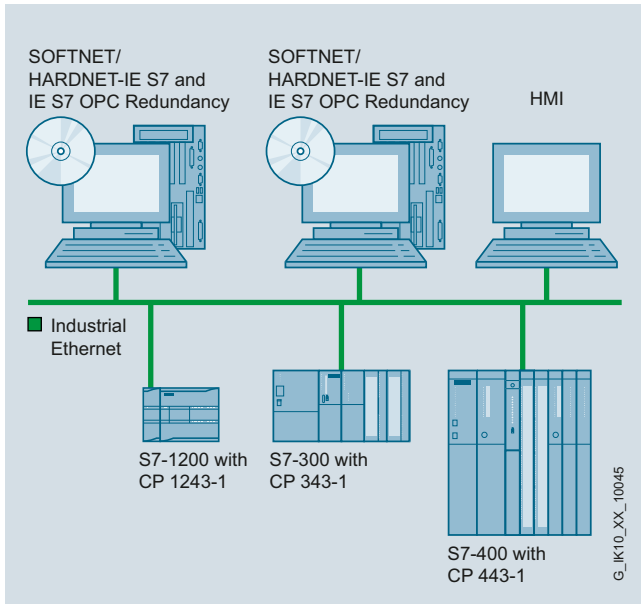 SOFTNET/
HARDNET-IE S7 and
IE S7 OPC Redundancy
SOFTNET/
HARDNET-IE S7 and
IE S7 OPC Redundancy
HMI
Industrial
Ethernet
S7-1200 with
CP 1243-1
S7-300 with
CP 343-1
S7-400 with
CP 443-1
G_IK10_XX_10045